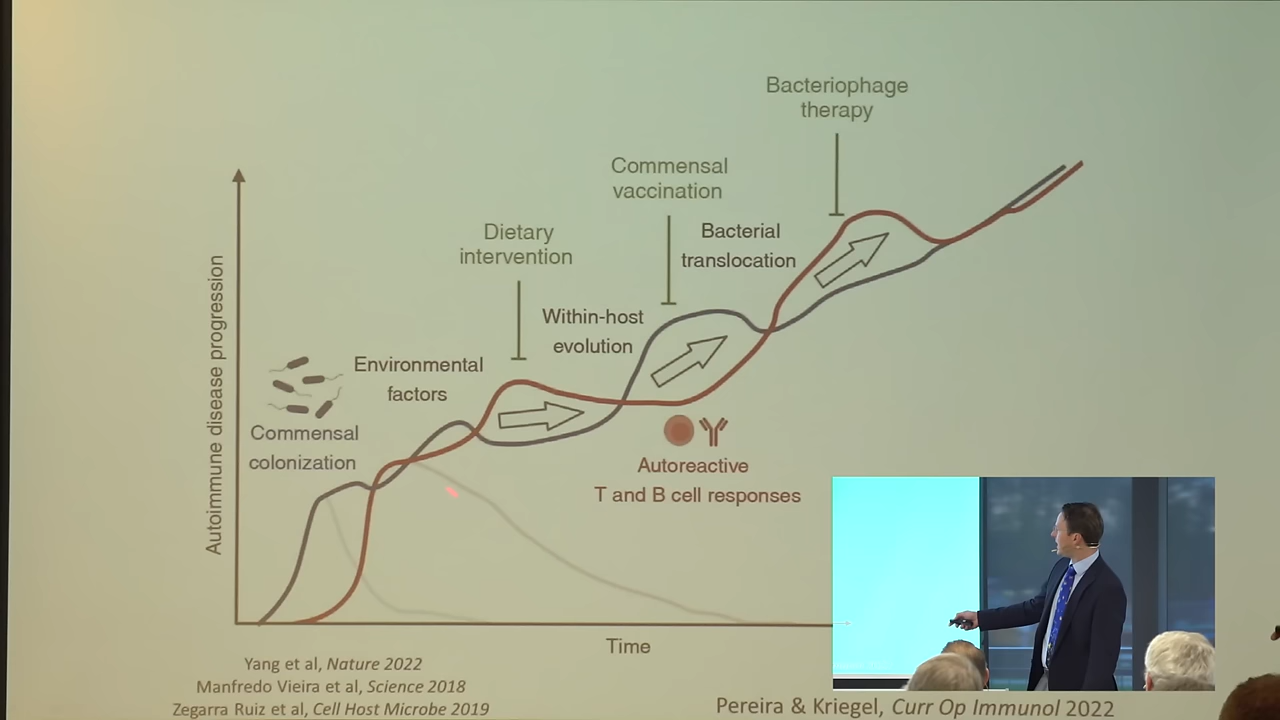 Bacteriophage
therapy
Commensal
vaccination
Bacterial
translocation
Dietary
intervention
Within-host
evolution
Environmental
factors
Commensal
colonization
Autoimmune disease progression
Autoreactive
T and B cell responses
Time
Yang et al, Nature 2022
Manfredo Vieira et al, Science 2018
Zegarra Ruiz et al, Cell Host Microbe 2019
Pereira & Kriegel, Curr Op Immunol 2022